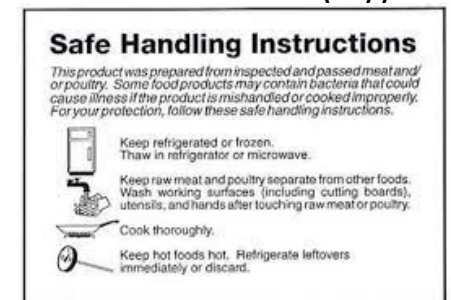 Safe Handling Instructions
This product was prepared from inspected and passed meat and/
or poultry. Some food products may contain bacteria that could
cause illness if the product is mishandled or cooked improperly.
For your protection, follow these safe handling instructions.
Keep refrigerated or frozen.
Thaw in refrigerator or microwave.
Keep raw meat and poultry separate from other foods.
Wash working surfaces (including cutting boards),
utensils, and hands after touching raw meat or poultry.
Cook thoroughly.
Keep hot foods hot. Refrigerate leftovers
immediately or discard.